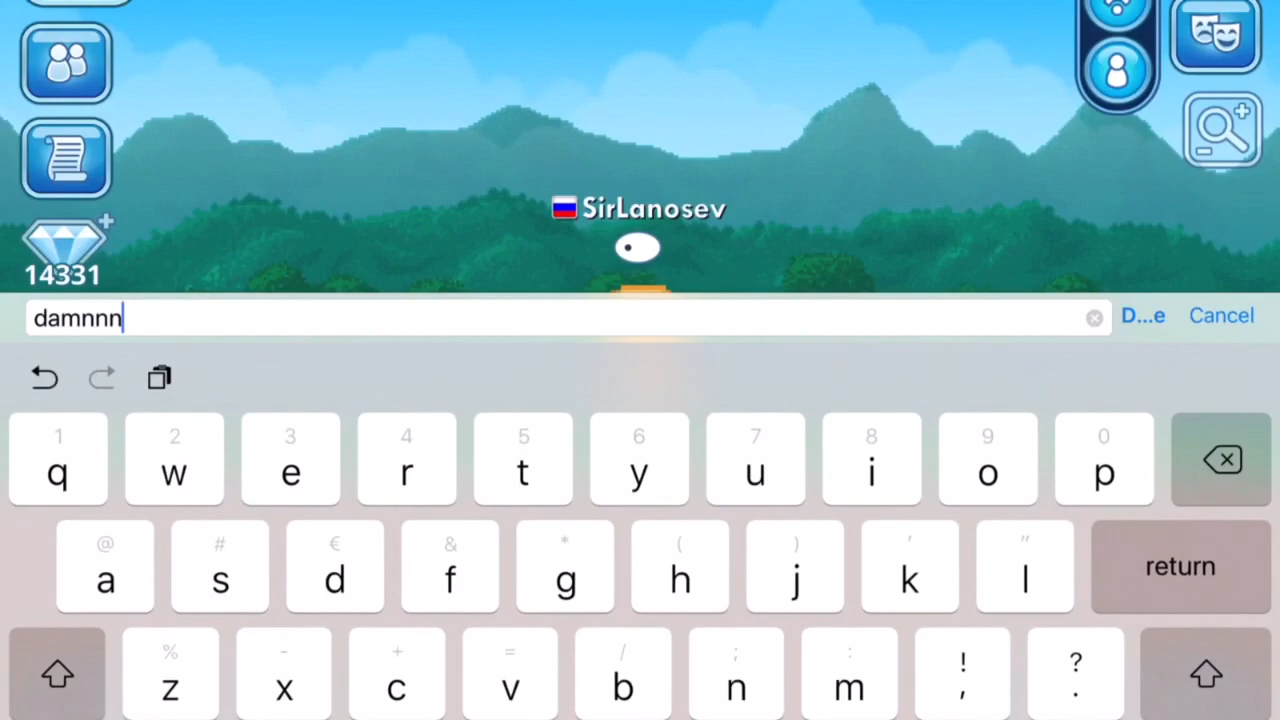 SirLanosev
14331
damnnn
D...e Cancel
1 2 3 4 5 6 7 8 9 0
q w e r t y u i o p
@ # € & * ( ) ' "
a s d f g h j k l return
% - + = / ; : ! ?
z x c v b n m , .